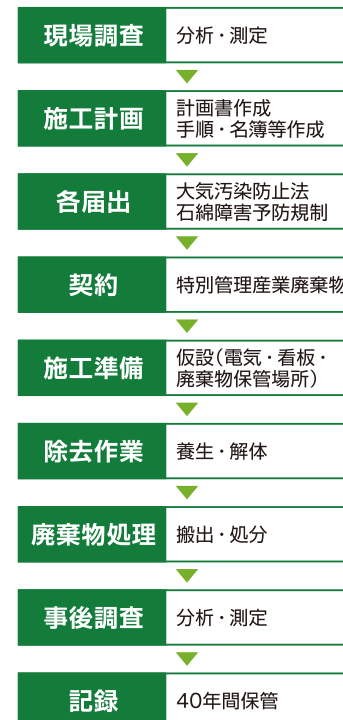 現場調査
分析・測定
施工計画
計画書作成
手順・名簿等作成
各届出
大気汚染防止法
石綿障害予防規制
契約
特別管理産業廃棄物
施工準備
仮設(電気・看板・
廃棄物保管場所)
除去作業
養生・解体
廃棄物処理
搬出・処分
事後調査
分析・測定
記録
40年間保管